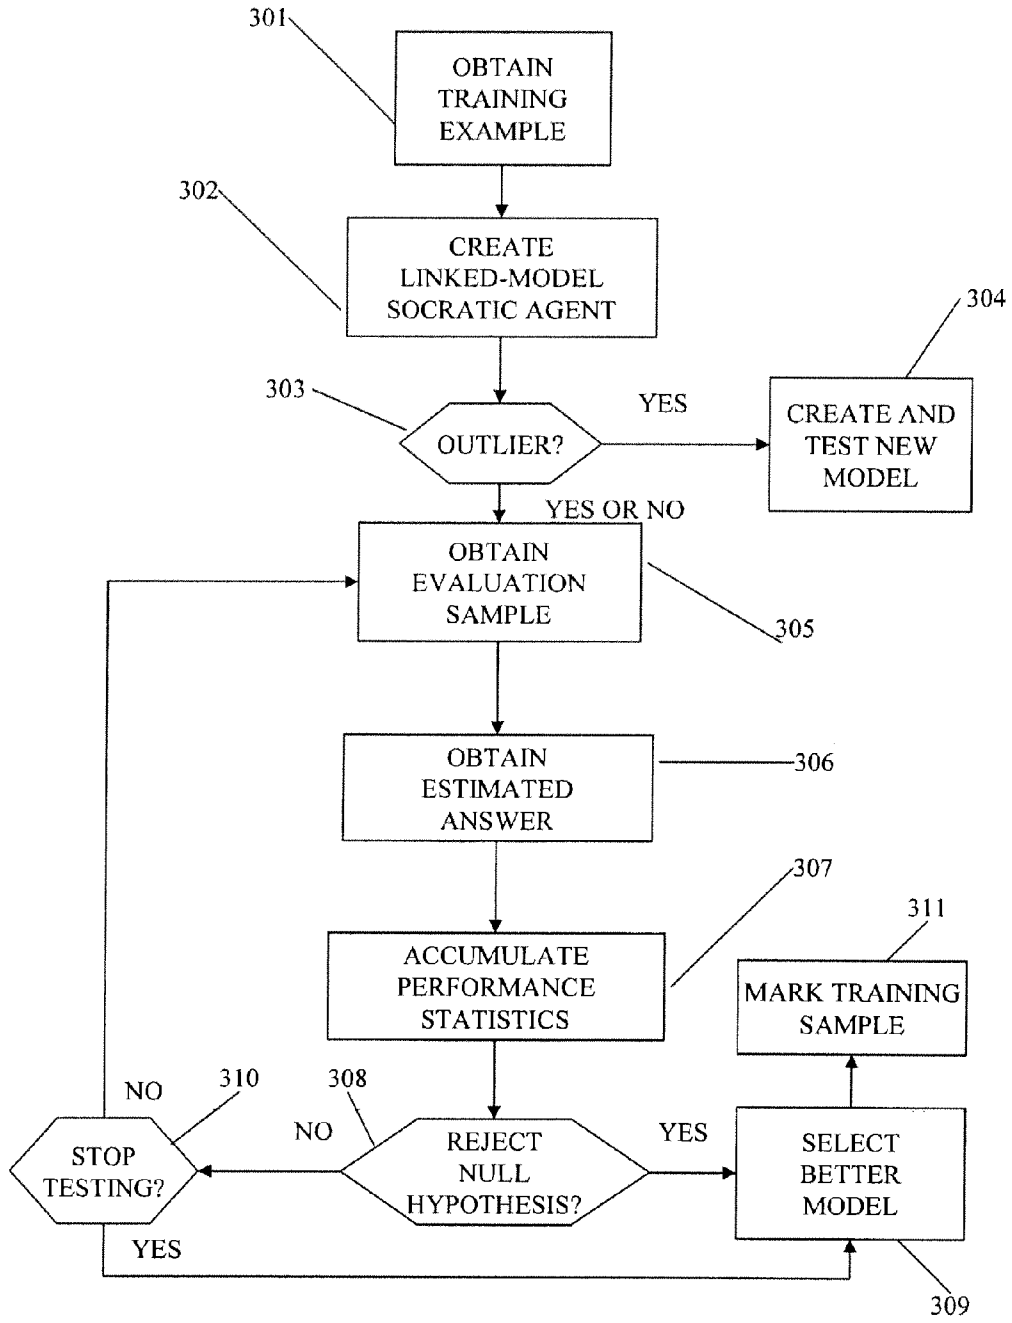 301
OBTAIN
TRAINING
EXAMPLE
302
CREATE
LINKED-MODEL
SOCRATIC AGENT
303
OUTLIER?
YES
304
CREATE AND
TEST NEW
MODEL
YES OR NO
OBTAIN
EVALUATION
SAMPLE
305
OBTAIN
ESTIMATED
ANSWER
306
307
ACCUMULATE
PERFORMANCE
STATISTICS
311
MARK TRAINING
SAMPLE
NO
310
STOP
TESTING?
YES
NO
308
REJECT
NULL
HYPOTHESIS?
YES
SELECT
BETTER
MODEL
309